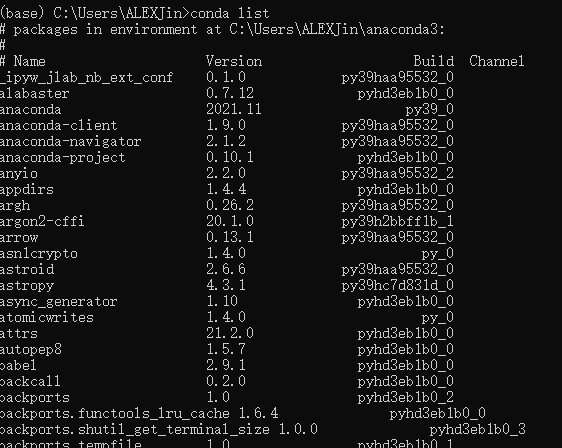 (base) C:\Users\ALEXJin>conda list
# packages in environment at C:\Users\ALEXJin\anaconda3:
#
# Name                    Version                   Build  Channel
_ipyw_jlab_nb_ext_conf    0.1.0            py39haa95532_0
alabaster                 0.7.12             pyhd3eb1b0_0
anaconda                  2021.11                  py39_0
anaconda-client           1.9.0            py39haa95532_0
anaconda-navigator        2.1.2            py39haa95532_0
anaconda-project          0.10.1             pyhd3eb1b0_0
anyio                     2.2.0            py39haa95532_2
appdirs                   1.4.4              pyhd3eb1b0_0
argh                      0.26.2           py39haa95532_0
argon2-cffi               20.1.0           py39h2bbff1b_1
arrow                     0.13.1           py39haa95532_0
asn1crypto                1.4.0                      py_0
astroid                   2.6.6            py39haa95532_0
astropy                   4.3.1            py39hc7d831d_0
async_generator           1.10               pyhd3eb1b0_0
atomicwrites              1.4.0                      py_0
attrs                     21.2.0             pyhd3eb1b0_0
autopep8                  1.5.7              pyhd3eb1b0_0
babel                     2.9.1              pyhd3eb1b0_0
backcall                  0.2.0              pyhd3eb1b0_0
backports                 1.0                pyhd3eb1b0_2
backports.functools_lru_cache 1.6.4              pyhd3eb1b0_0
backports.shutil_get_terminal_size 1.0.0              pyhd3eb1b0_3
backports.tempfile        1.0                pyhd3eb1b0_1